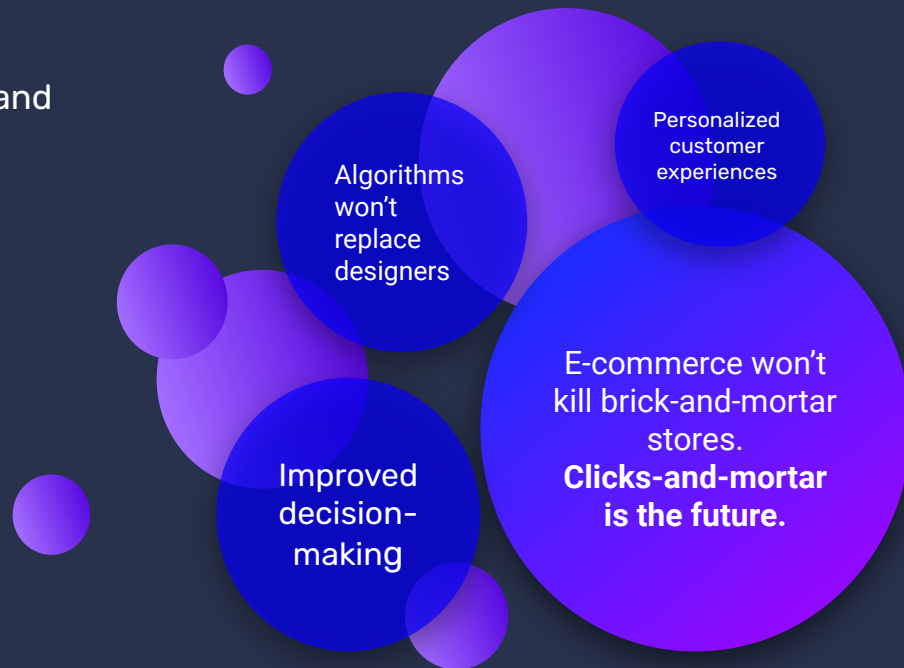 and
Algorithms
won't
replace
designers
Personalized
customer
experiences
Improved
decision-
making
E-commerce won't
kill brick-and-mortar
stores.
Clicks-and-mortar
is the future.